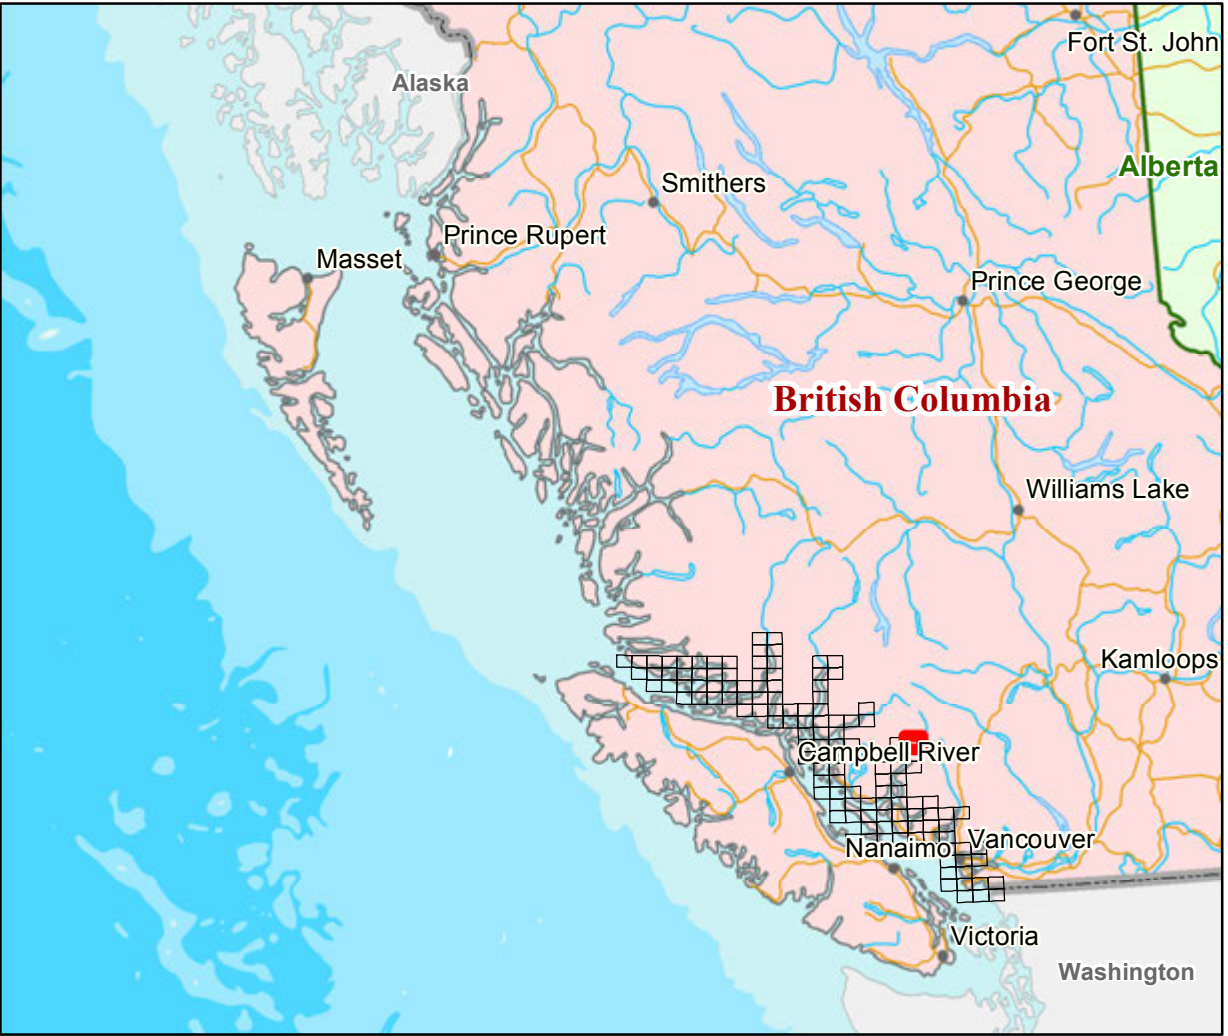 Fort St. John
Alaska
Alberta
Smithers
Prince Rupert
Masset
Prince George
British Columbia
Williams Lake
Kamloops
Campbell River
Vancouver
Nanaimo
Victoria
Washington